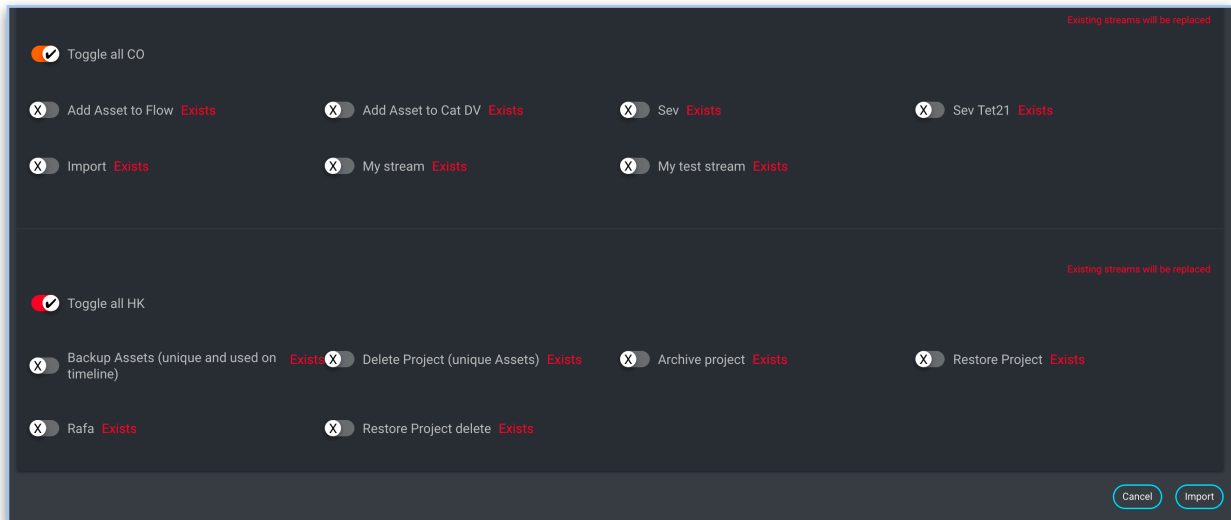 Existing streams will be replaced
Toggle all CO
X Add Asset to Flow Exists X Add Asset to Cat DV Exists X Sev Exists X Sev Tet21 Exists
X Import Exists X My stream Exists X My test stream Exists
Existing streams will be replaced
Toggle all HK
X Backup Assets (unique and used on timeline) Exists X Delete Project (unique Assets) Exists X Archive project Exists X Restore Project Exists
X Rafa Exists X Restore Project delete Exists
Cancel Import